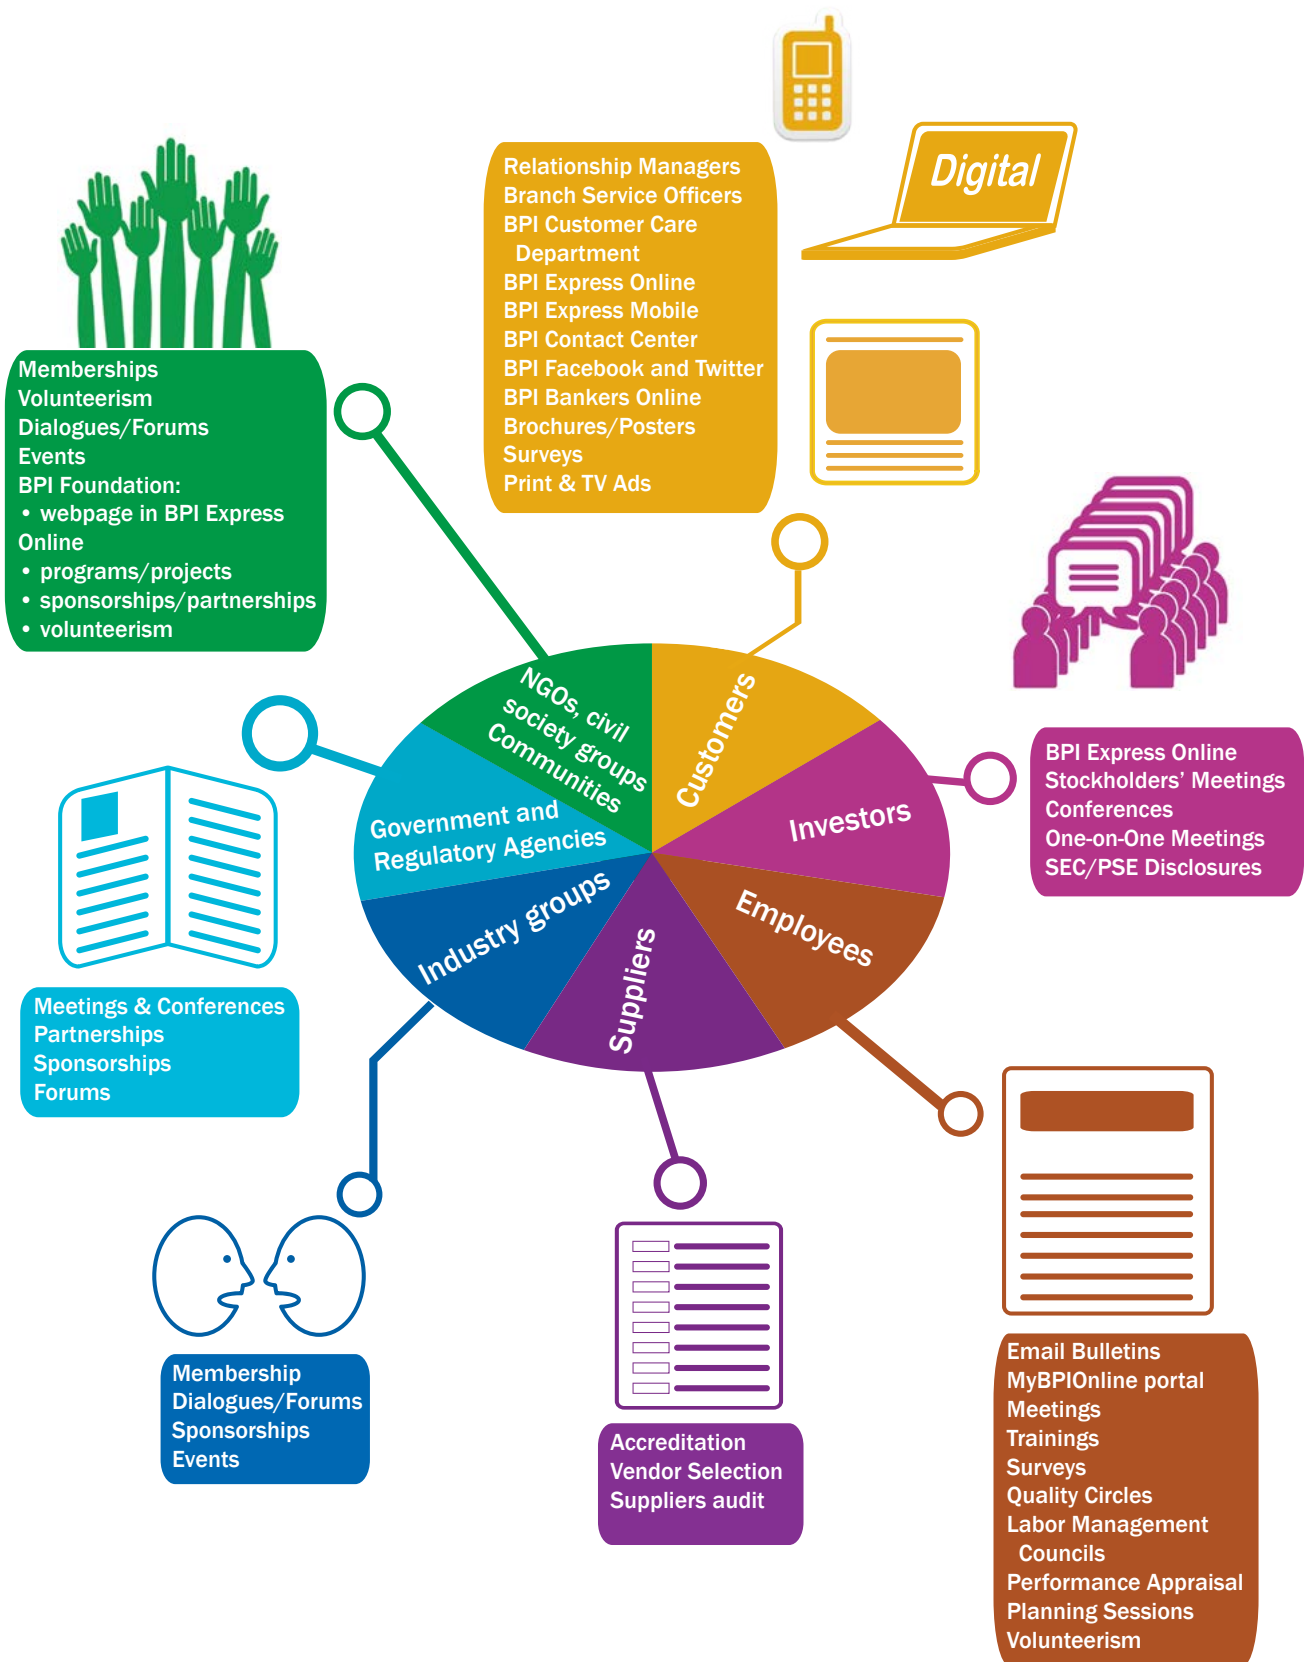 Digital
Relationship Managers
Branch Service Officers
BPI Customer Care
Department
BPI Express Online
BPI Express Mobile
BPI Contact Center
BPI Facebook and Twitter
BPI Bankers Online
Brochures/Posters
Surveys
Print & TV Ads
Memberships
Volunteerism
Dialogues/Forums
Events
BPI Foundation:
• webpage in BPI Express
Online
• programs/projects
• sponsorships/partnerships
• volunteerism
NGOs, civil
society groups
Communities
Customers
Investors
Employees
Suppliers
Industry groups
Government and
Regulatory Agencies
BPI Express Online
Stockholders’ Meetings
Conferences
One-on-One Meetings
SEC/PSE Disclosures
Meetings & Conferences
Partnerships
Sponsorships
Forums
Membership
Dialogues/Forums
Sponsorships
Events
Accreditation
Vendor Selection
Suppliers audit
Email Bulletins
MyBPIOnline portal
Meetings
Trainings
Surveys
Quality Circles
Labor Management
Councils
Performance Appraisal
Planning Sessions
Volunteerism